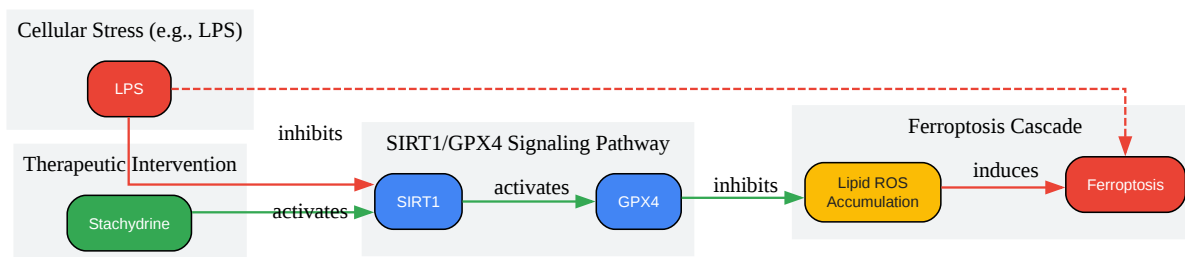 Cellular Stress (e.g., LPS)
LPS
inhibits
Therapeutic Intervention
Stachydrine
activates
SIRT1/GPX4 Signaling Pathway
SIRT1
activates
GPX4
inhibits
Ferroptosis Cascade
Lipid ROS
Accumulation
induces
Ferroptosis